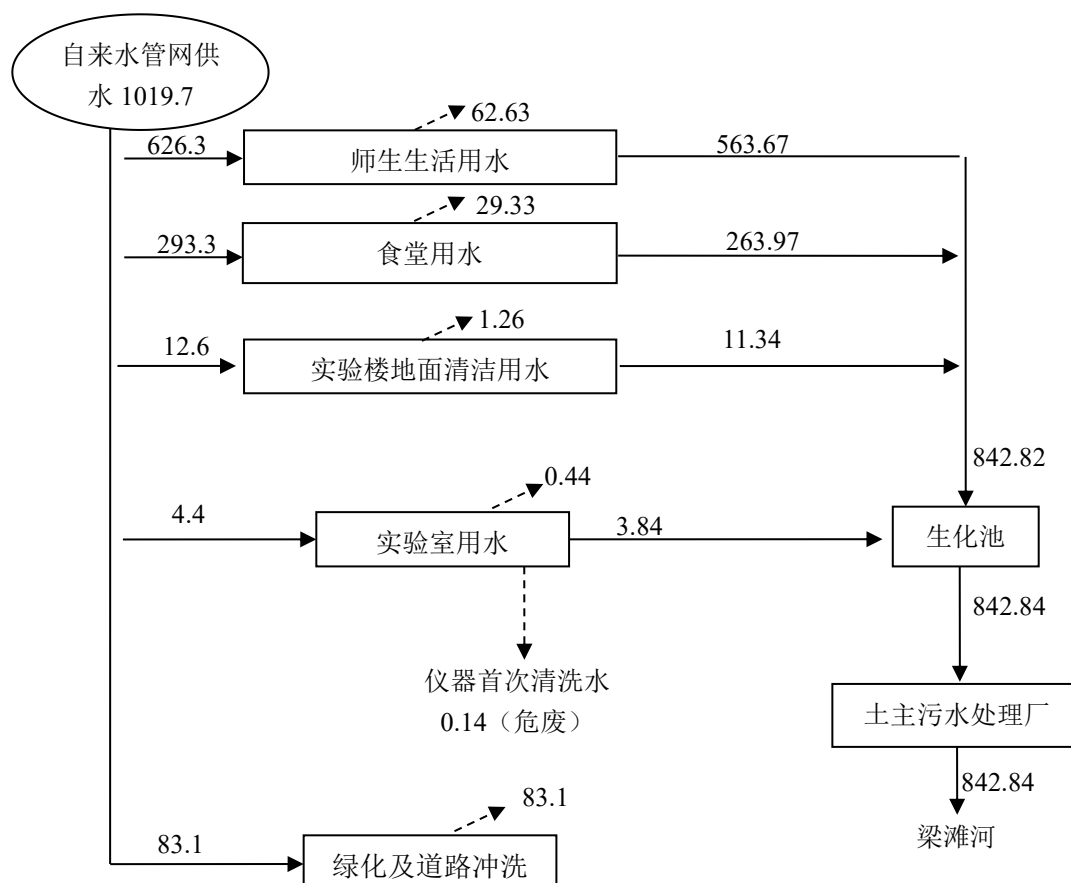 自来水管网供
水 1019.7
62.63
626.3
师生生活用水
563.67
29.33
293.3
食堂用水
263.97
1.26
12.6
实验楼地面清洁用水
11.34
842.82
0.44
4.4
实验室用水
3.84
生化池
842.84
仪器首次清洗水
0.14（危废）
土主污水处理厂
842.84
梁滩河
83.1
83.1
绿化及道路冲洗